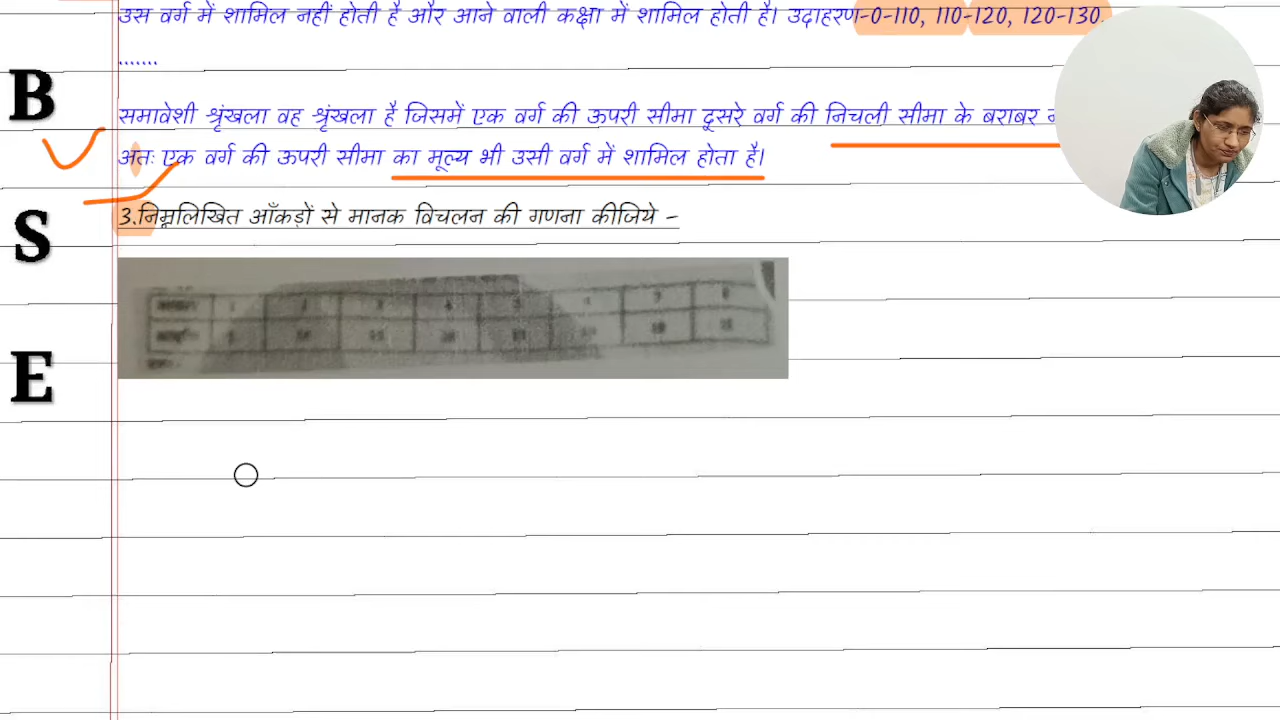 उस वर्ग में शामिल नहीं होती है और आने वाली कक्षा में शामिल होती है। उदाहरण-0-110, 110-120, 120-130.
.......
B
समावेशी श्रृंखला वह श्रृंखला है जिसमें एक वर्ग की ऊपरी सीमा दूसरे वर्ग की निचली सीमा के बराबर
अतः एक वर्ग की ऊपरी सीमा का मूल्य भी उसी वर्ग में शामिल होता है।
S
3.निम्नलिखित आँकड़ों से मानक विचलन की गणना कीजिये -
E